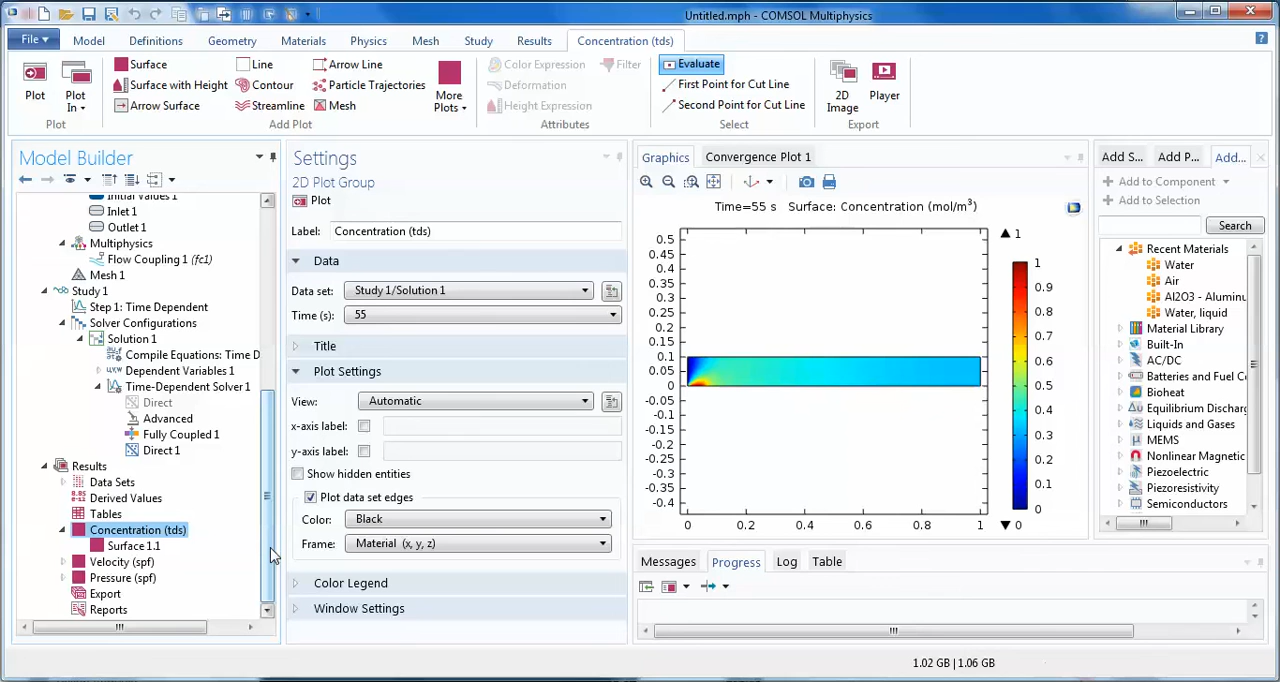 Untitled.mph - COMSOL Multiphysics
File Model Definitions Geometry Materials Physics Mesh Study Results Concentration (tds)
Plot
Plot In
Plot
Surface
Surface with Height
Arrow Surface
Line
Contour
Streamline
Arrow Line
Particle Trajectories
Mesh
More Plots
Add Plot
Color Expression
Filter
Deformation
Height Expression
Attributes
Evaluate
First Point for Cut Line
Second Point for Cut Line
Select
2D Image
Player
Export
Model Builder
Initial Values 1
Inlet 1
Outlet 1
Multiphysics
Flow Coupling 1 (fc1)
Mesh 1
Study 1
Step 1: Time Dependent
Solver Configurations
Solution 1
Compile Equations: Time D
Dependent Variables 1
Time-Dependent Solver 1
Direct
Advanced
Fully Coupled 1
Direct 1
Results
Data Sets
8.85
Derived Values
Tables
Concentration (tds)
Surface 1.1
Velocity (spf)
Pressure (spf)
Export
Reports
Settings
2D Plot Group
Plot
Label: Concentration (tds)
Data
Data set: Study 1/Solution 1
Time (s): 55
Title
Plot Settings
View: Automatic
x-axis label:
y-axis label:
Show hidden entities
Plot data set edges
Color: Black
Frame: Material (x, y, z)
Color Legend
Window Settings
Graphics Convergence Plot 1
Time=55 s Surface: Concentration (mol/m³)
0.5
0.45
0.4
0.35
0.3
0.25
0.2
0.15
0.1
0.05
0
-0.05
-0.1
-0.15
-0.2
-0.25
-0.3
-0.35
-0.4
0 0.2 0.4 0.6 0.8 1
▲ 1
1
0.9
0.8
0.7
0.6
0.5
0.4
0.3
0.2
0.1
0
▼ 0
Messages Progress Log Table
Add S... Add P... Add...
Add to Component
Add to Selection
Search
Recent Materials
Water
Air
Al2O3 - Aluminu
Water, liquid
Material Library
Built-In
AC/DC
Batteries and Fuel C
Bioheat
Equilibrium Discharg
Liquids and Gases
MEMS
Nonlinear Magnetic
Piezoelectric
Piezoresistivity
Semiconductors
1.02 GB | 1.06 GB